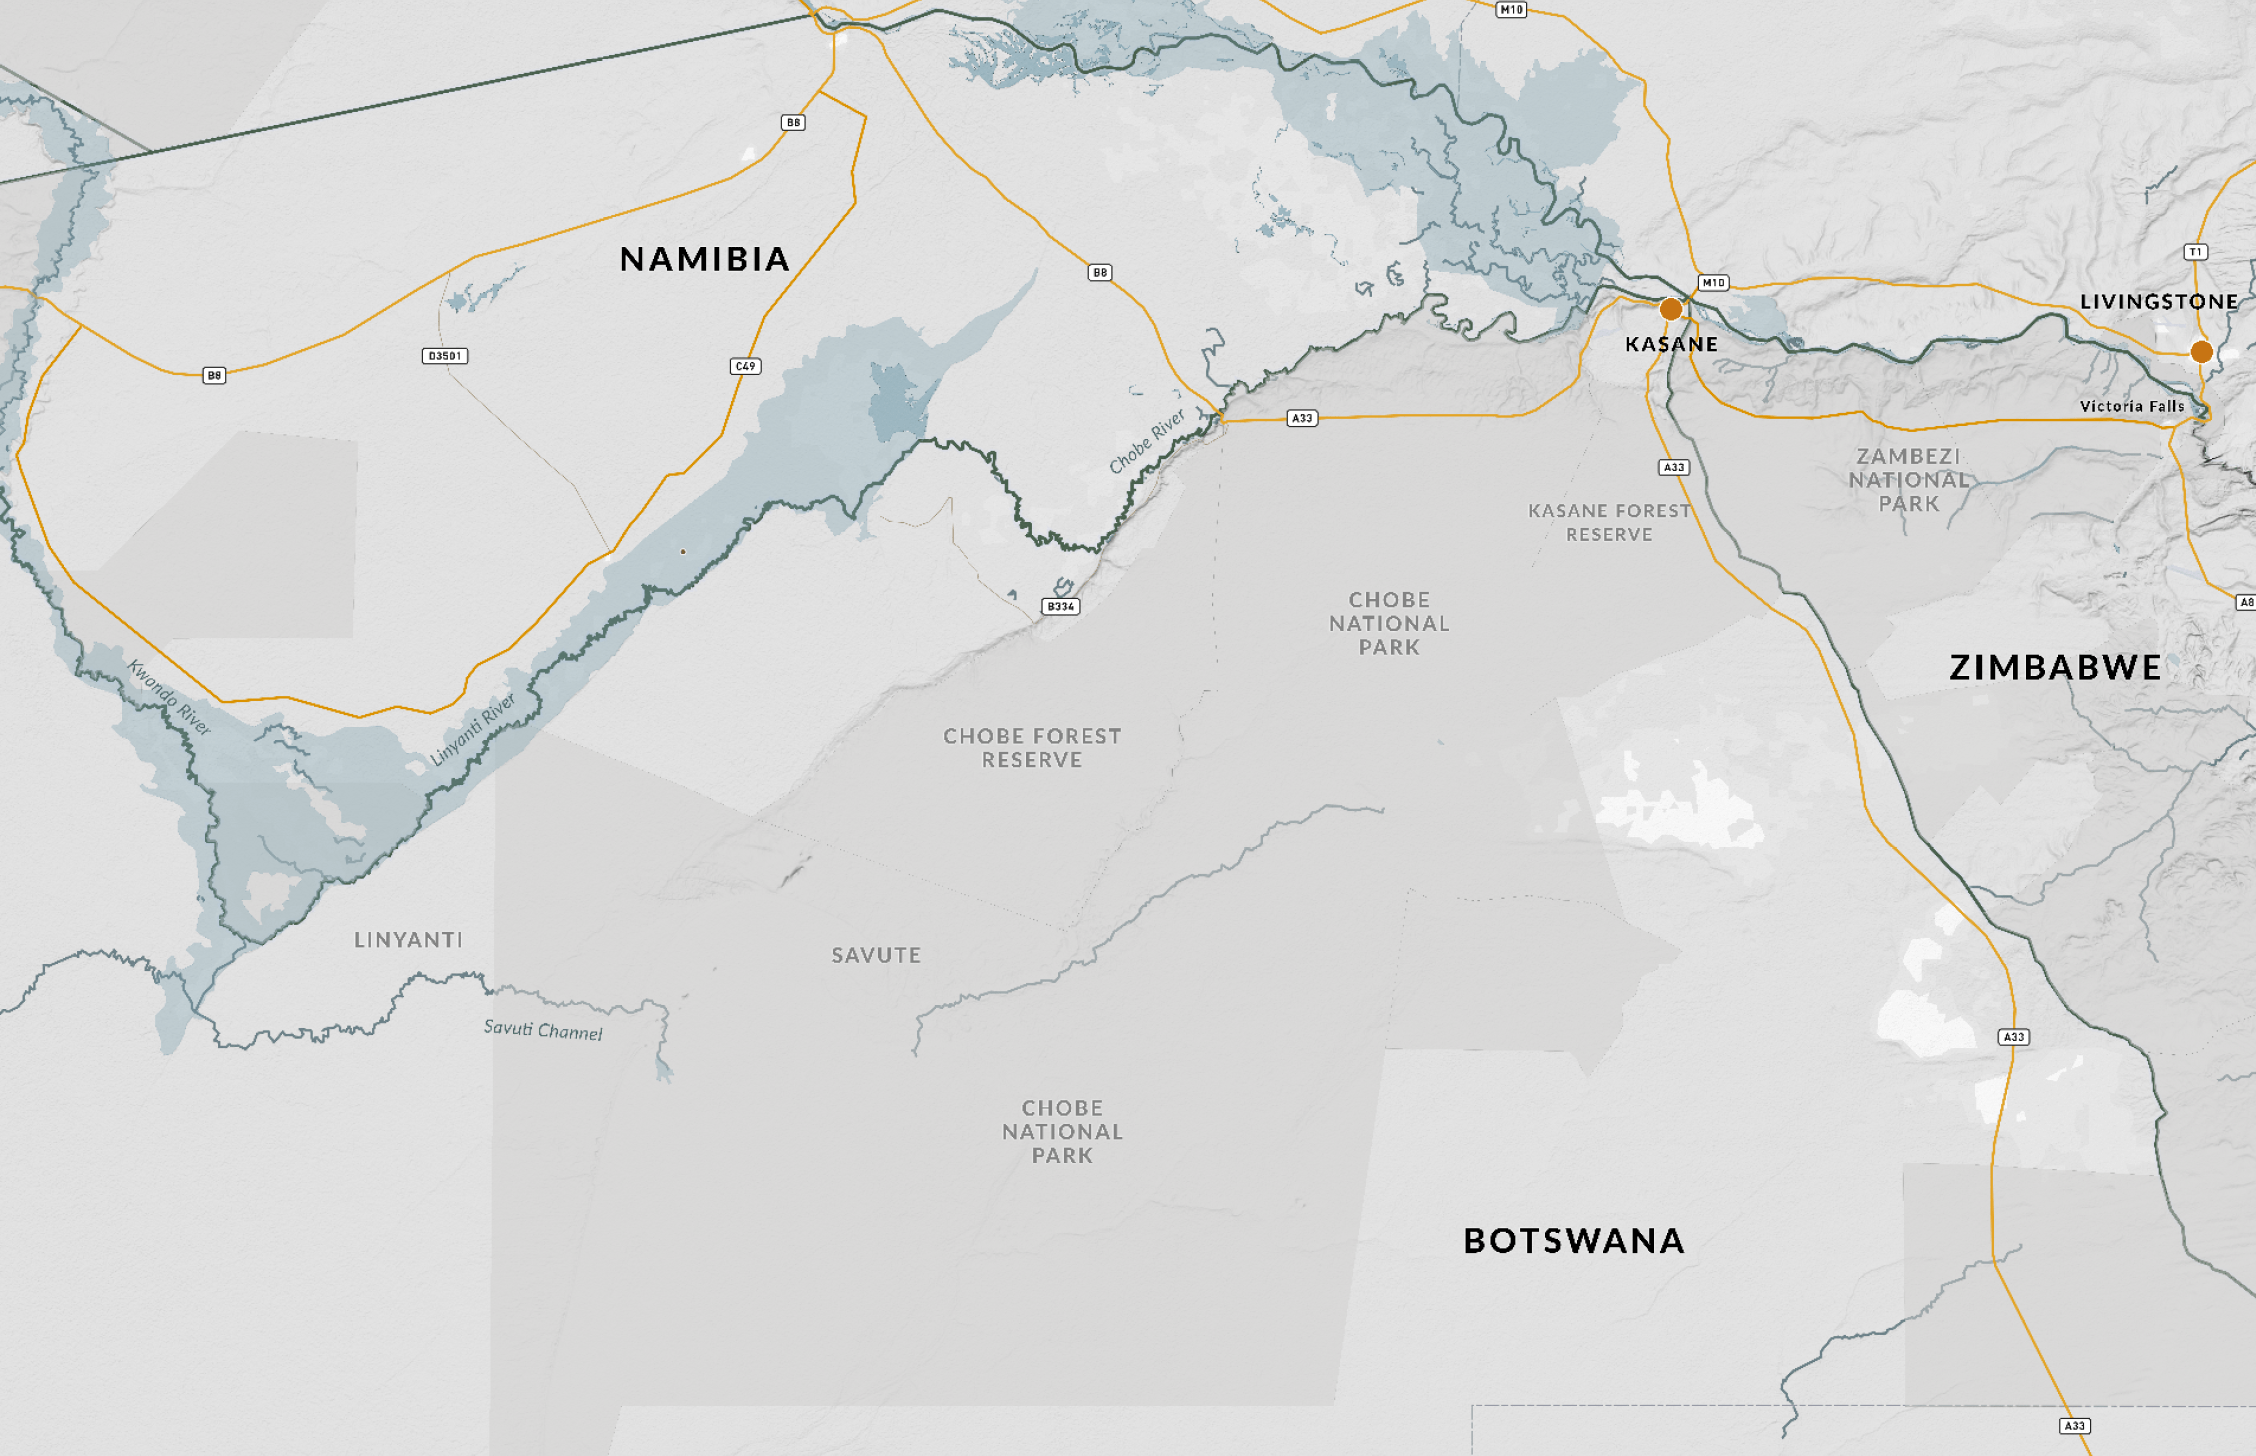 M10
B8
NAMIBIA
B8
T1
M10
LIVINGSTONE
KASANE
D3501
B8
C49
Victoria Falls
A33
Chobe River
A33
ZAMBEZI
NATIONAL
PARK
KASANE FOREST
RESERVE
A8
B334
CHOBE
NATIONAL
PARK
ZIMBABWE
Kwondo River
Linyanti River
CHOBE FOREST
RESERVE
LINYANTI
SAVUTE
Savuti Channel
A33
CHOBE
NATIONAL
PARK
BOTSWANA
A33